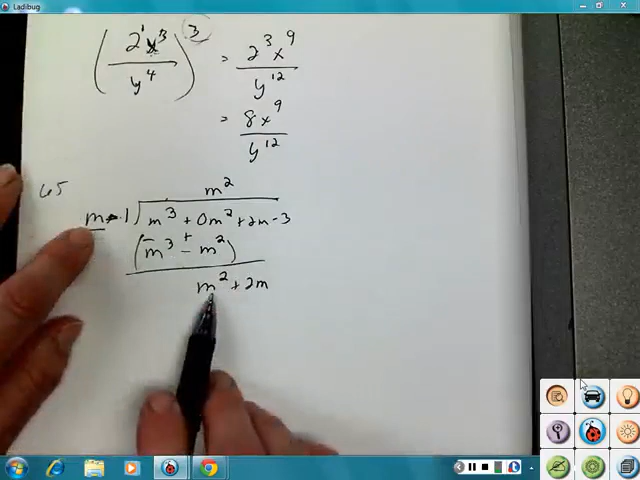 Ladibug
(2¹x³/y⁴)³ = 2³x⁹/y¹²
= 8x⁹/y¹²
65
m²
m - 1 ) m³ + 0m² + 2m - 3
(m³ - m²)
- +
m² + 2m